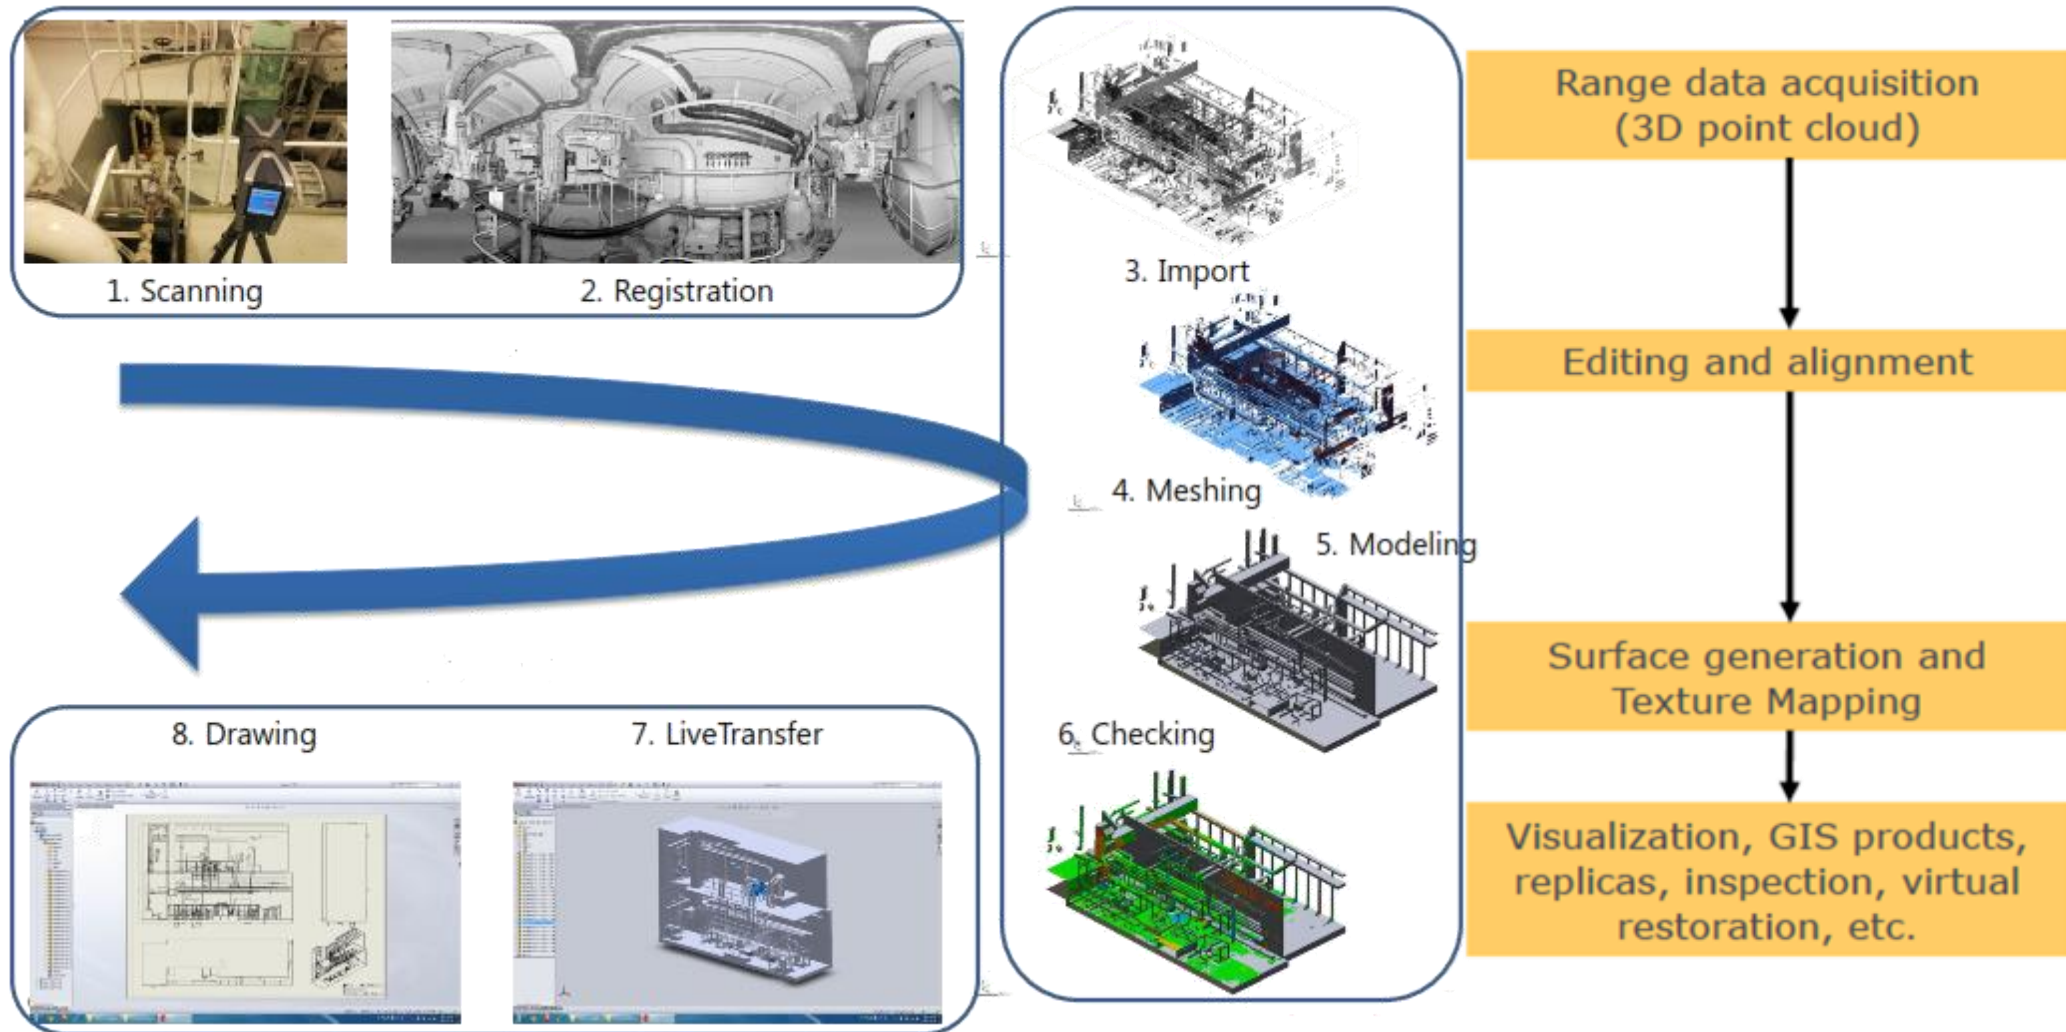 1. Scanning
2. Registration
3. Import
4. Meshing
5. Modeling
6. Checking
7. LiveTransfer
8. Drawing
Range data acquisition
(3D point cloud)
Editing and alignment
Surface generation and
Texture Mapping
Visualization, GIS products,
replicas, inspection, virtual
restoration, etc.